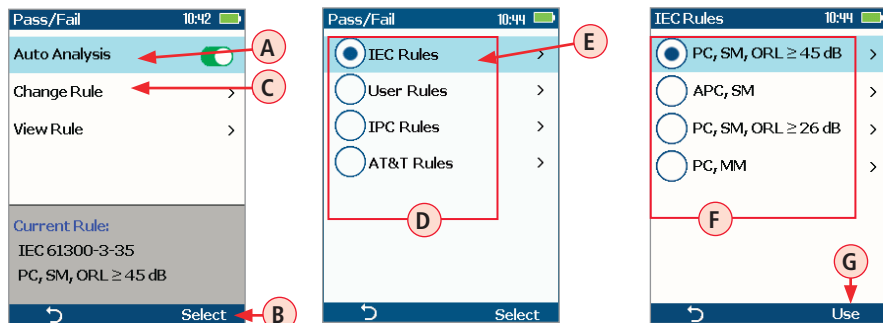 Pass/Fail 10:42
Auto Analysis
A
Change Rule >
C
View Rule >
Current Rule:
IEC 61300-3-35
PC, SM, ORL ≥ 45 dB
Select
B
Pass/Fail 10:44
IEC Rules >
E
User Rules >
IPC Rules >
AT&T Rules >
D
Select
IEC Rules 10:44
PC, SM, ORL ≥ 45 dB >
APC, SM >
PC, SM, ORL ≥ 26 dB >
PC, MM >
F
G
Use